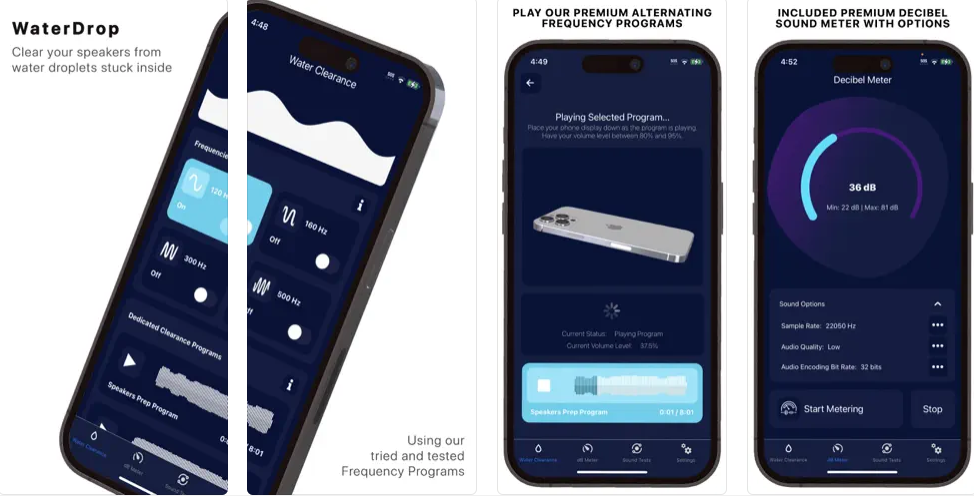 WaterDrop
Clear your speakers from
water droplets stuck inside
4:48
Water Clearance
Frequencie
120 H
On
160 Hz
Off
300 Hz
Off
500 Hz
Off
Dedicated Clearance Programs
Speakers Prep Program
0:0
8:01
Water Clearance
dB Meter
Sound Tests
Using our
tried and tested
Frequency Programs
PLAY OUR PREMIUM ALTERNATING
FREQUENCY PROGRAMS
4:49
SOS
Playing Selected Program...
Place your phone display down as the program is playing.
Have your volume level between 80% and 95%.
Current Status: Playing Program
Current Volume Level: 37.5%
Speakers Prep Program
0:01 / 8:01
Water Clearance
dB Meter
Sound Tests
Settings
INCLUDED PREMIUM DECIBEL
SOUND METER WITH OPTIONS
4:52
SOS
Decibel Meter
36 dB
Min: 22 dB | Max: 81 dB
Sound Options
Sample Rate: 22050 Hz
Audio Quality: Low
Audio Encoding Bit Rate: 32 bits
Start Metering
Stop
Water Clearance
dB Meter
Sound Tests
Settings